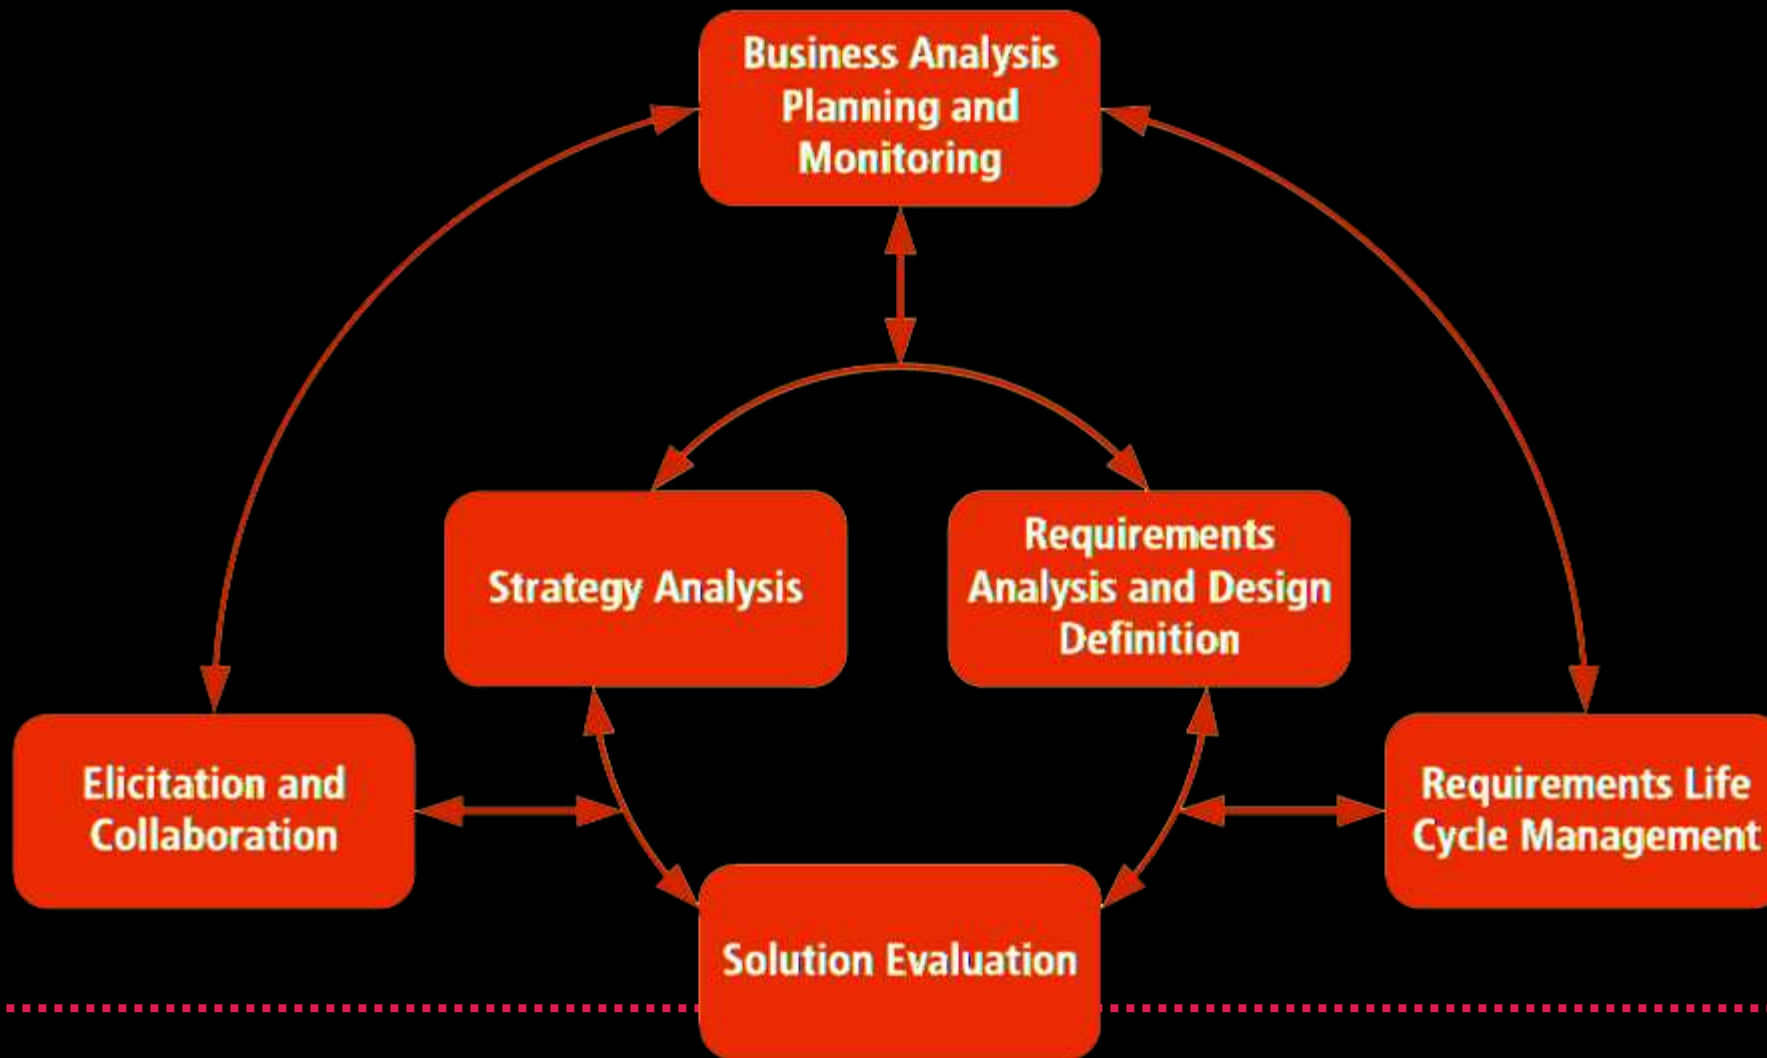 Business Analysis
Planning and
Monitoring
Strategy Analysis
Requirements
Analysis and Design
Definition
Elicitation and
Collaboration
Requirements Life
Cycle Management
Solution Evaluation